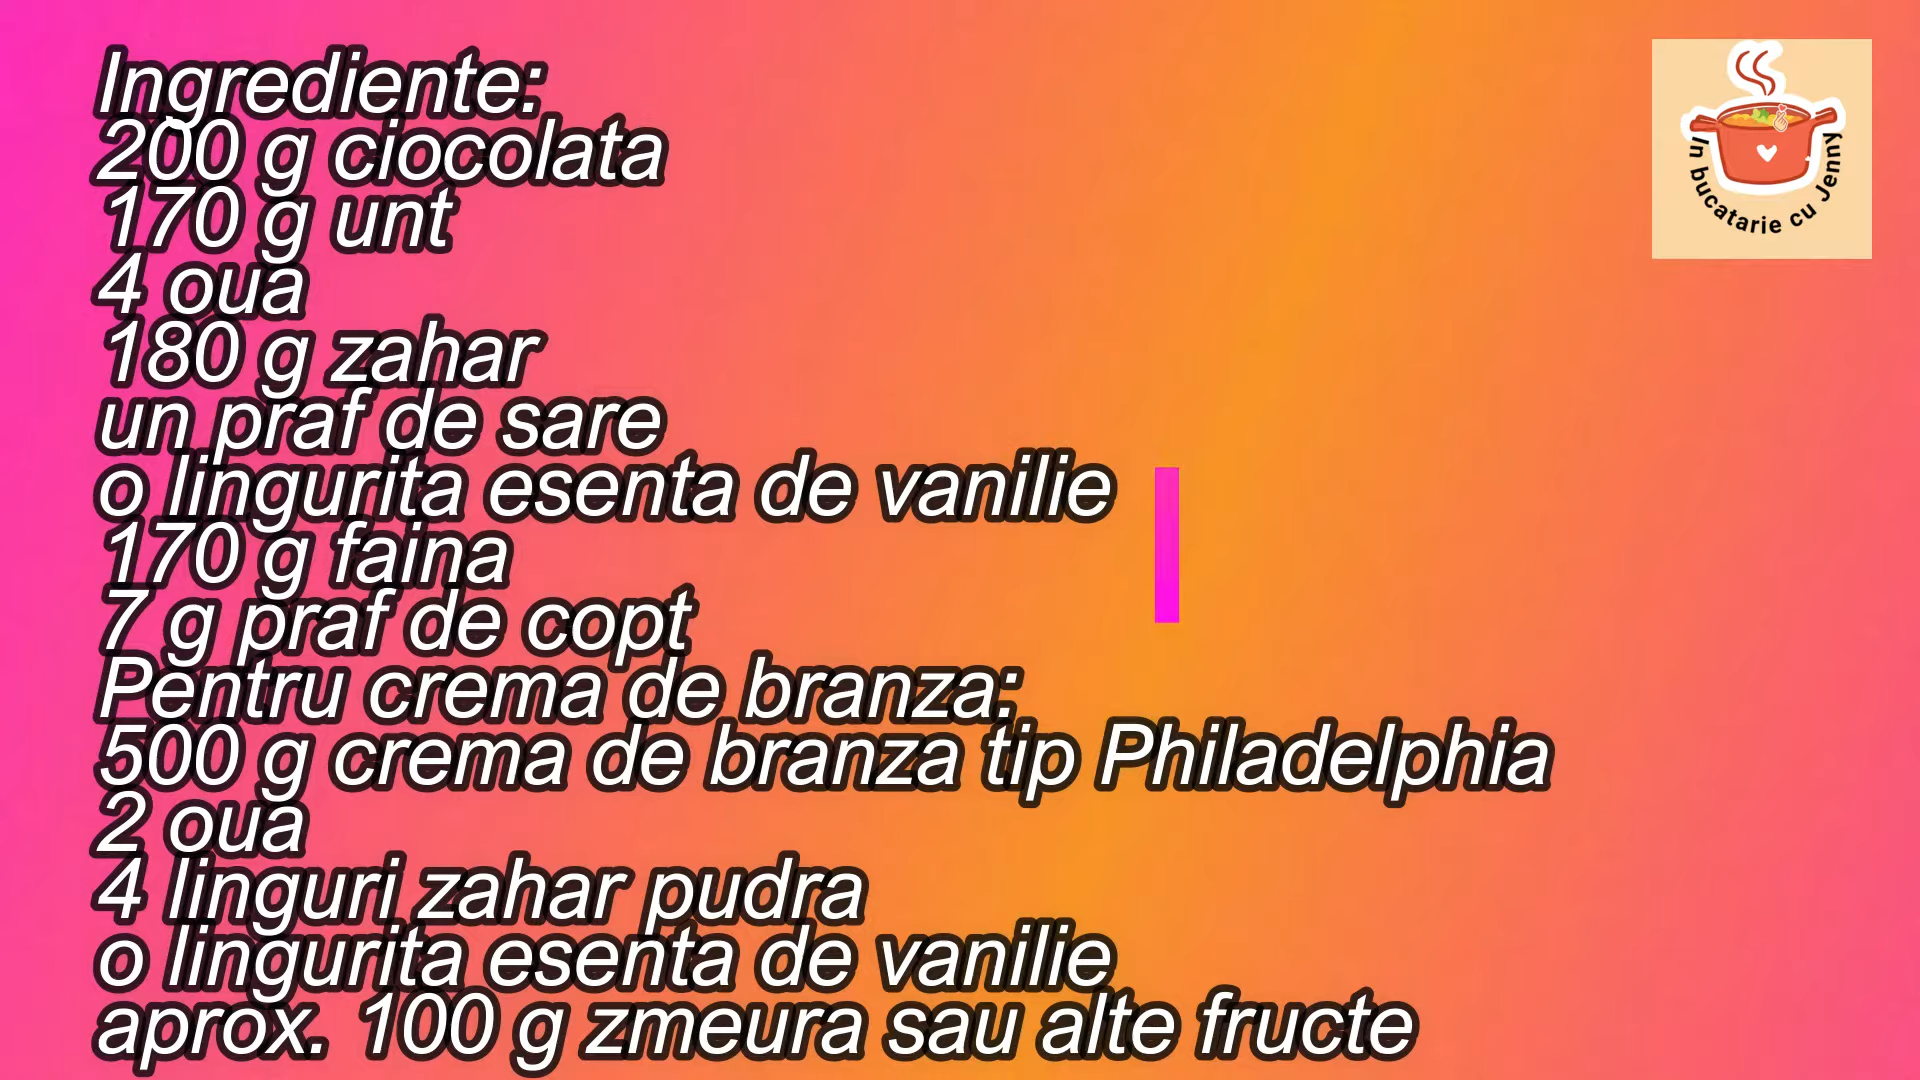 Ingrediente:
200 g ciocolata
170 g unt
4 oua
180 g zahar
un praf de sare
o lingurita esenta de vanilie
170 g faina
7 g praf de copt
Pentru crema de branza:
500 g crema de branza tip Philadelphia
2 oua
4 linguri zahar pudra
o lingurita esenta de vanilie
aprox. 100 g zmeura sau alte fructe
In bucatarie cu Jenny